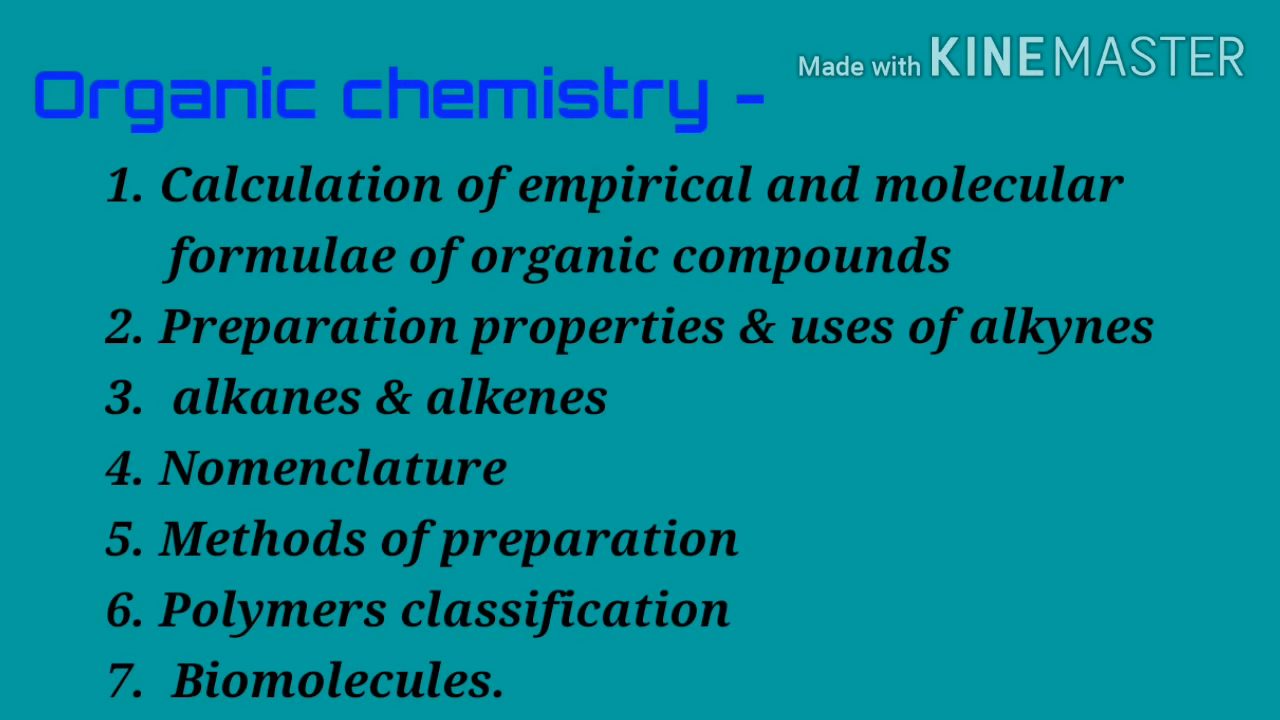 Made with KINEMASTER
Organic chemistry -
1. Calculation of empirical and molecular
formulae of organic compounds
2. Preparation properties & uses of alkynes
3. alkanes & alkenes
4. Nomenclature
5. Methods of preparation
6. Polymers classification
7. Biomolecules.